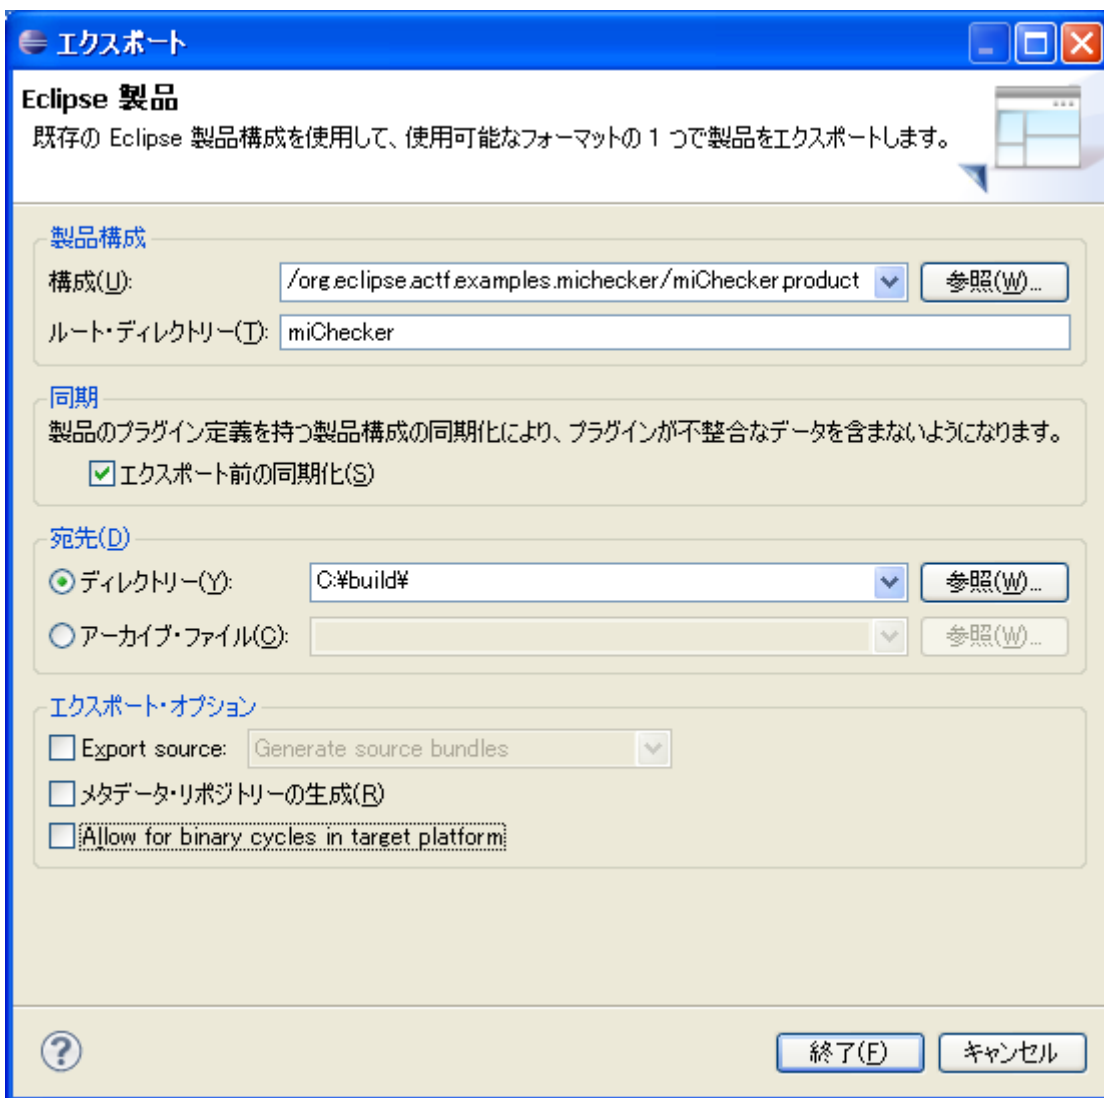 エクスポート
Eclipse 製品
既存の Eclipse 製品構成を使用して、使用可能なフォーマットの 1 つで製品をエクスポートします。
製品構成
構成(U): /org.eclipse.actf.examples.michecker/miChecker.product 参照(W)...
ルート・ディレクトリー(T): miChecker
同期
製品のプラグイン定義を持つ製品構成の同期化により、プラグインが不整合なデータを含まないようになります。
エクスポート前の同期化(S)
宛先(D)
ディレクトリー(Y): C:¥build¥ 参照(W)...
アーカイブ・ファイル(C): 参照(W)...
エクスポート・オプション
Export source: Generate source bundles
メタデータ・リポジトリーの生成(R)
Allow for binary cycles in target platform
? 終了(F) キャンセル